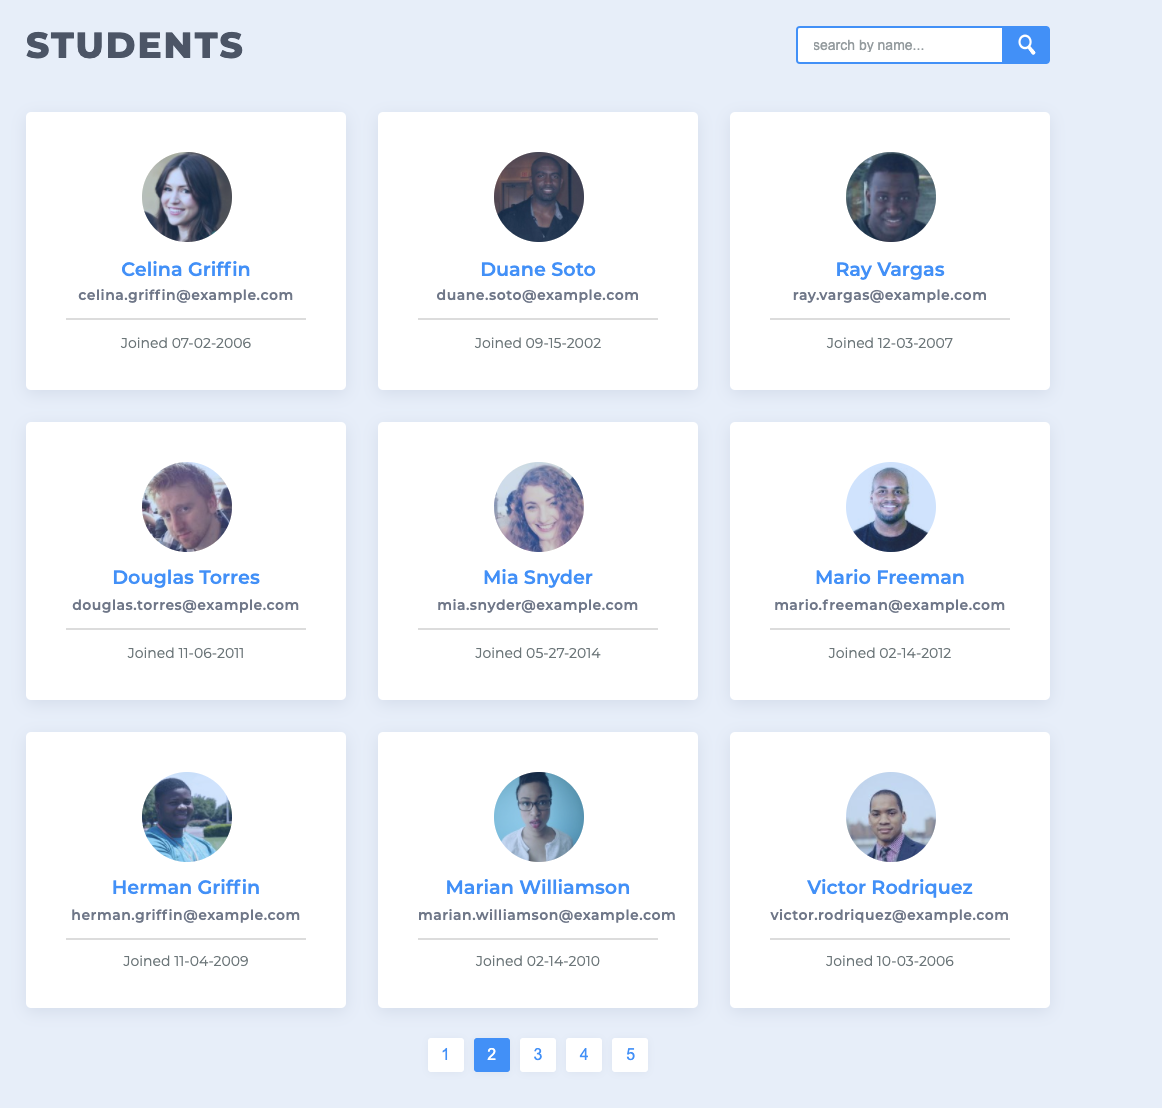 STUDENTS
search by name...
Celina Griffin
celina.griffin@example.com
Joined 07-02-2006
Duane Soto
duane.soto@example.com
Joined 09-15-2002
Ray Vargas
ray.vargas@example.com
Joined 12-03-2007
Douglas Torres
douglas.torres@example.com
Joined 11-06-2011
Mia Snyder
mia.snyder@example.com
Joined 05-27-2014
Mario Freeman
mario.freeman@example.com
Joined 02-14-2012
Herman Griffin
herman.griffin@example.com
Joined 11-04-2009
Marian Williamson
marian.williamson@example.com
Joined 02-14-2010
Victor Rodriquez
victor.rodriquez@example.com
Joined 10-03-2006
1 2 3 4 5